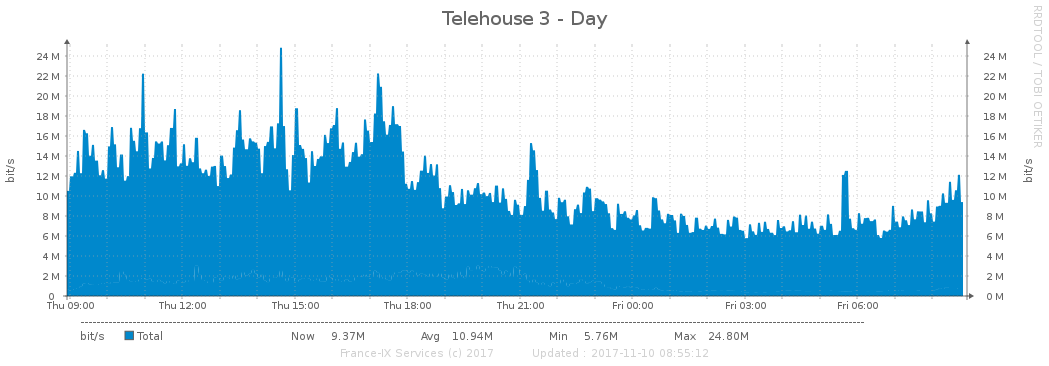 Telehouse 3 - Day
RRDTOOL / TOBI OETIKER
24 M
22 M
20 M
18 M
16 M
14 M
12 M
10 M
8 M
6 M
4 M
2 M
0
bit/s
24 M
22 M
20 M
18 M
16 M
14 M
12 M
10 M
8 M
6 M
4 M
2 M
0 M
bit/s
Thu 09:00 Thu 12:00 Thu 15:00 Thu 18:00 Thu 21:00 Fri 00:00 Fri 03:00 Fri 06:00
bit/s Total Now 9.37M Avg 10.94M Min 5.76M Max 24.80M
France-IX Services (c) 2017 Updated : 2017-11-10 08:55:12